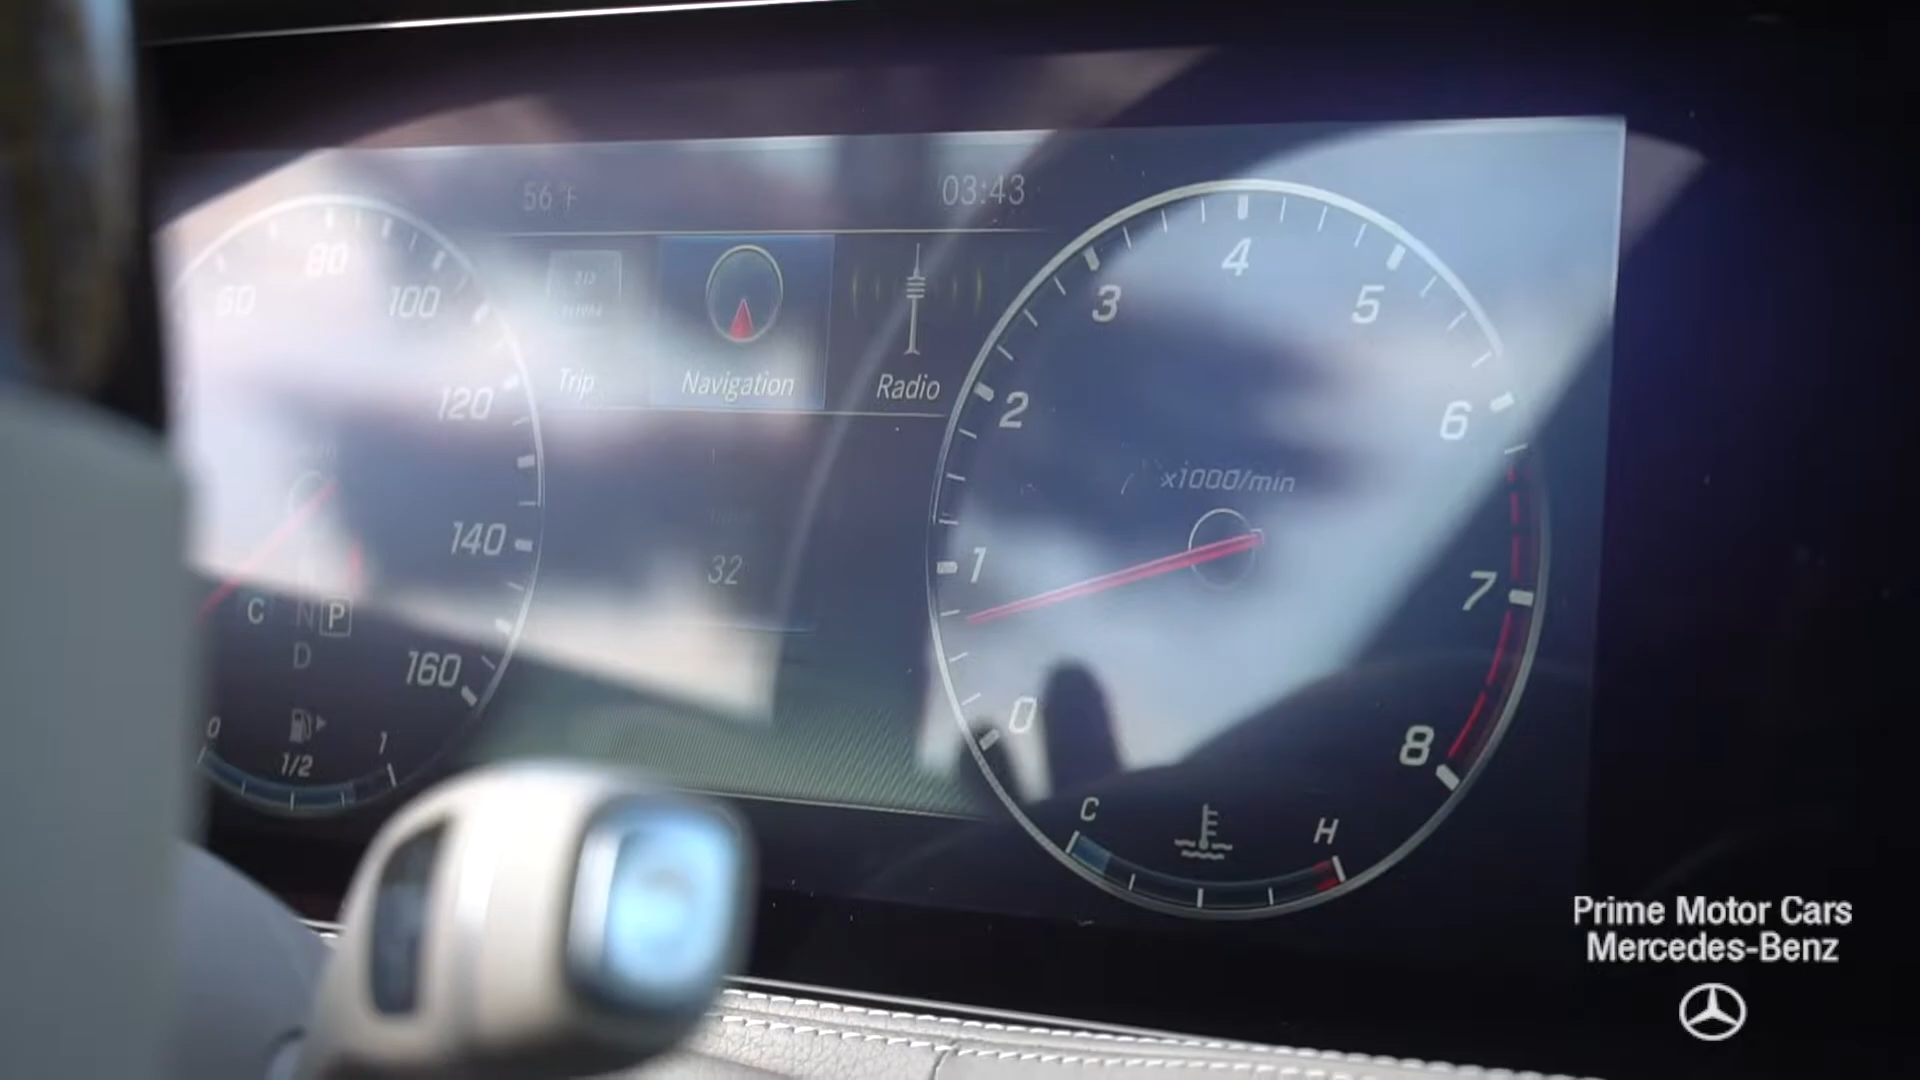 56°F
03:43
Trip
Navigation
Radio
60
80
100
120
140
160
32
C
N
P
D
0
1/2
1
x1000/min
0
1
2
3
4
5
6
7
8
C
H
Prime Motor Cars
Mercedes-Benz